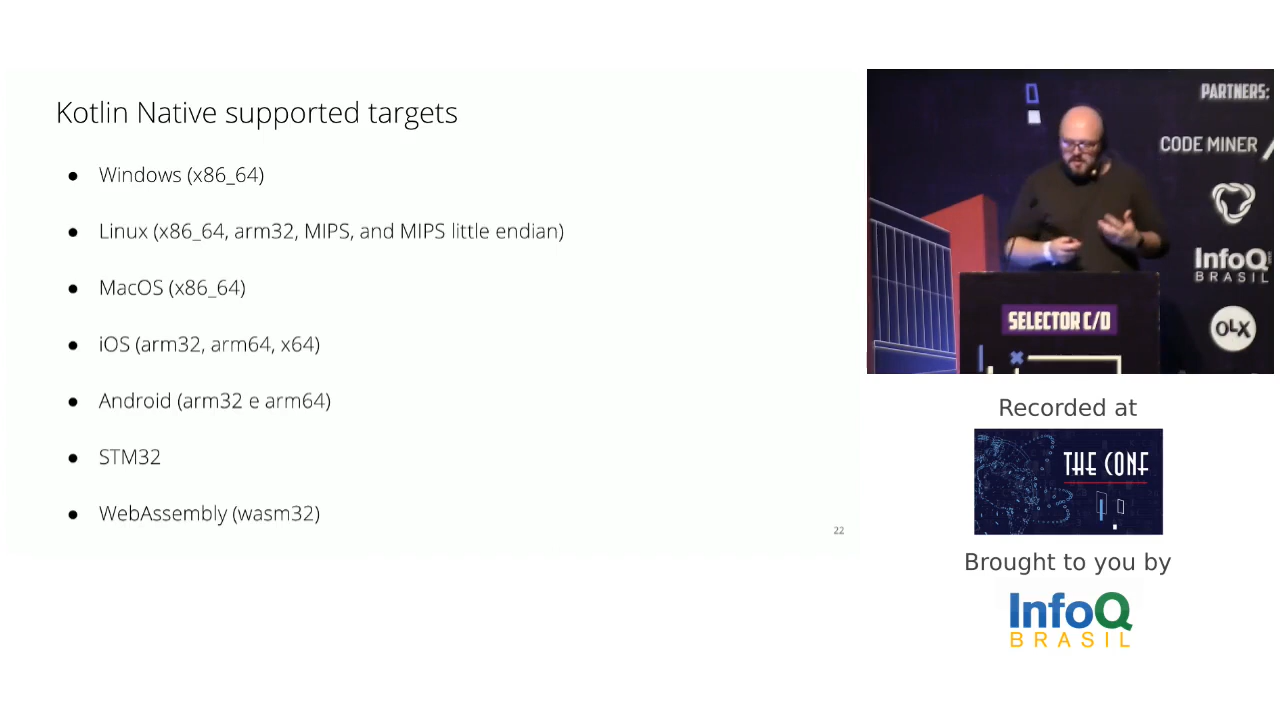 Kotlin Native supported targets
● Windows (x86_64)
● Linux (x86_64, arm32, MIPS, and MIPS little endian)
● MacOS (x86_64)
● iOS (arm32, arm64, x64)
● Android (arm32 e arm64)
● STM32
● WebAssembly (wasm32)
22
PARTNERS:
CODE MINER
InfoQ
BRASIL
OLX
SELECTOR C/D
Recorded at
THE CONF
Brought to you by
InfoQ
BRASIL